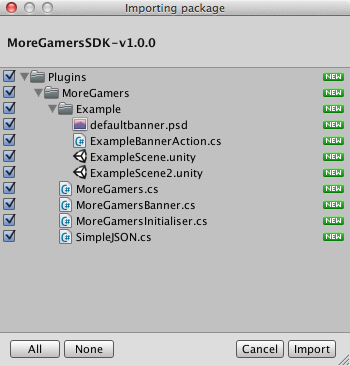 Importing package
MoreGamersSDK-v1.0.0
Plugins NEW
MoreGamers NEW
Example NEW
defaultbanner.psd NEW
ExampleBannerAction.cs NEW
ExampleScene.unity NEW
ExampleScene2.unity NEW
MoreGamers.cs NEW
MoreGamersBanner.cs NEW
MoreGamersInitialiser.cs NEW
SimpleJSON.cs NEW
All None Cancel Import